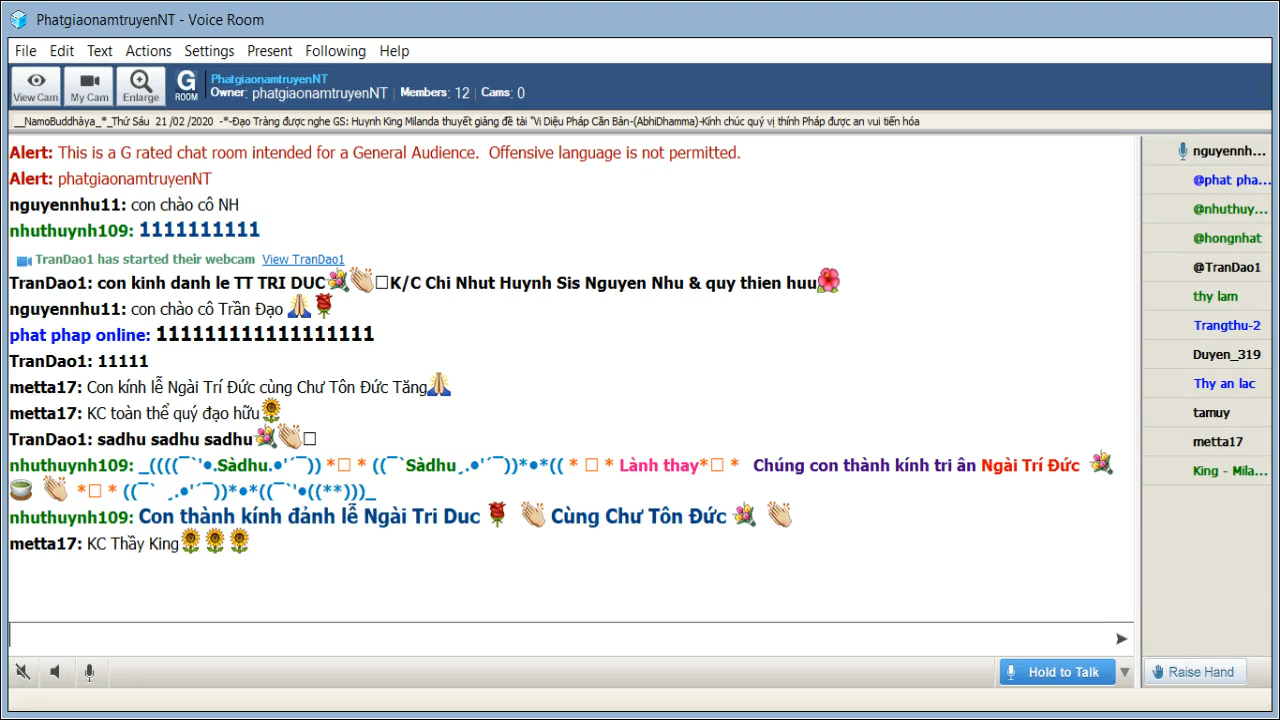 PhatgiaonamtruyenNT - Voice Room
File Edit Text Actions Settings Present Following Help
View Cam My Cam Enlarge G ROOM
PhatgiaonamtruyenNT
Owner: phatgiaonamtruyenNT | Members: 12 | Cams: 0
__NamoBuddhàya_*_Thứ Sáu 21 /02 /2020 -*-Đạo Tràng được nghe GS: Huynh King Milanda thuyết giảng đề tài "Vi Diệu Pháp Căn Bản-(AbhiDhamma)-Kính chúc quý vị thính Pháp được an vui tiến hóa
Alert: This is a G rated chat room intended for a General Audience. Offensive language is not permitted.
Alert: phatgiaonamtruyenNT
nguyennhu11: con chào cô NH
nhuthuynh109: 1111111111
TranDao1 has started their webcam View TranDao1
TranDao1: con kinh danh le TT TRI DUC💐👏□K/C Chi Nhut Huynh Sis Nguyen Nhu & quy thien huu🌺
nguyennhu11: con chào cô Trần Đạo 🙏🌹
phat phap online: 111111111111111111
TranDao1: 11111
metta17: Con kính lễ Ngài Trí Đức cùng Chư Tôn Đức Tăng🙏
metta17: KC toàn thể quý đạo hữu🌻
TranDao1: sadhu sadhu sadhu💐👏□
nhuthuynh109: _((((¯`'•.Sàdhu.•'´¯)) *□ * ((¯`Sàdhu¸.•'´¯))*•*(( * □ * Lành thay*□ * Chúng con thành kính tri ân Ngài Trí Đức 💐
🍵 👏 *□ * ((¯` ¸.•'´¯))*•*((¯`'•((**)))_
nhuthuynh109: Con thành kính đảnh lễ Ngài Tri Duc 🌹 👏 Cùng Chư Tôn Đức 💐 👏
metta17: KC Thầy King🌻🌻🌻
nguyennh...
@phat pha...
@nhuthuy...
@hongnhat
@TranDao1
thy lam
Trangthu-2
Duyen_319
Thy an lac
tamuy
metta17
King - Mila...
Hold to Talk
Raise Hand